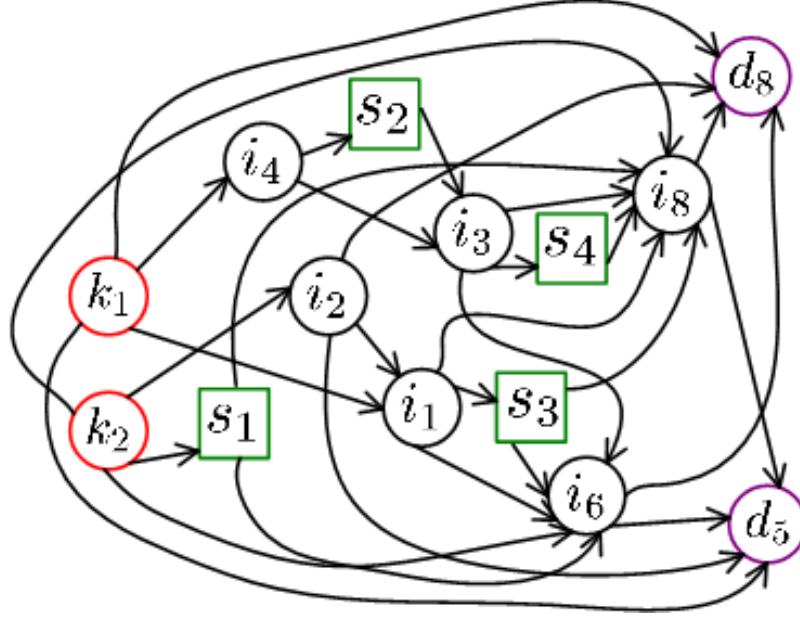 d₈
s₂
i₄
i₈
i₃
s₄
k₁
i₂
i₁
s₃
s₁
k₂
i₆
d₅